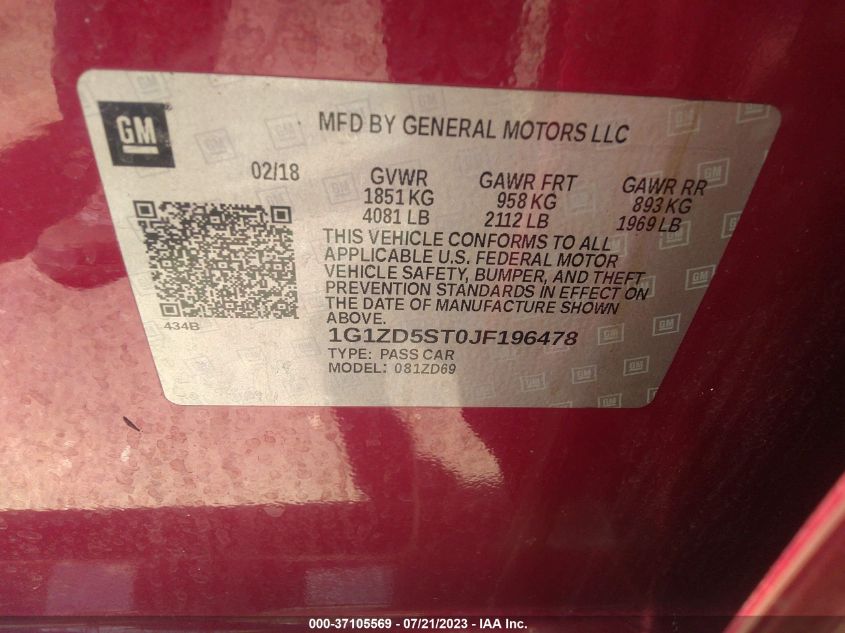 GM
MFD BY GENERAL MOTORS LLC
02/18
GVWR
1851 KG
4081 LB
GAWR FRT
958 KG
2112 LB
GAWR RR
893 KG
1969 LB
THIS VEHICLE CONFORMS TO ALL
APPLICABLE U.S. FEDERAL MOTOR
VEHICLE SAFETY, BUMPER, AND THEFT
PREVENTION STANDARDS IN EFFECT ON
THE DATE OF MANUFACTURE SHOWN
ABOVE.
434B
1G1ZD5ST0JF196478
TYPE: PASS CAR
MODEL: 081ZD69
000-37105569 / 07/21/2023 - IAA Inc.